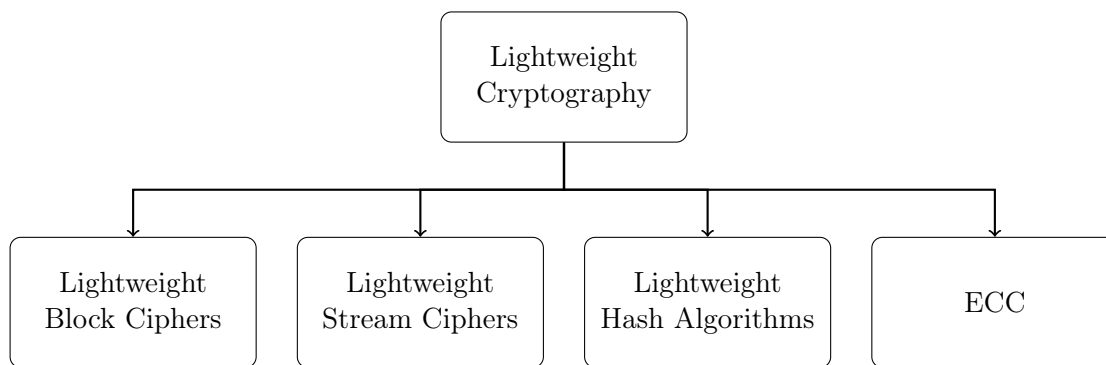 Lightweight
Cryptography
Lightweight
Block Ciphers
Lightweight
Stream Ciphers
Lightweight
Hash Algorithms
ECC